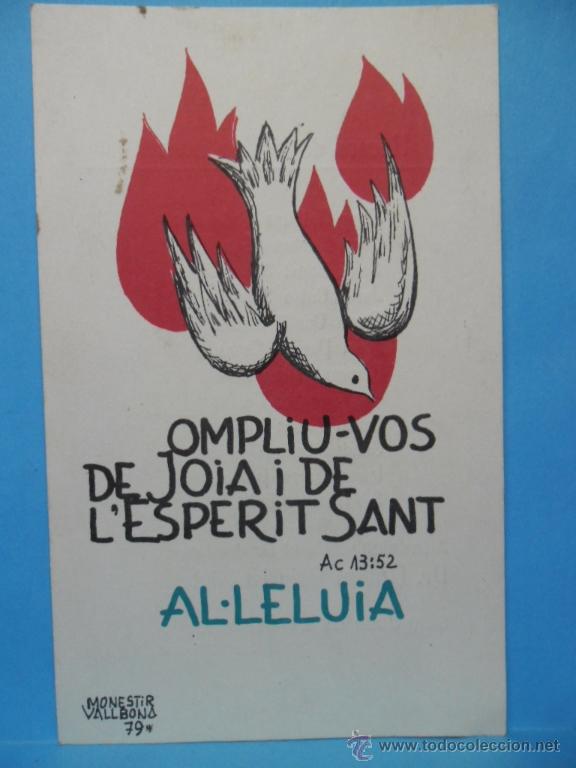 OMPLiU-VOS
DE JOiA i DE
L'ESPERiT SANT
Ac 13:52
AL·LELUiA
MONESTiR
VALLBONA
79
www.todocoleccion.net